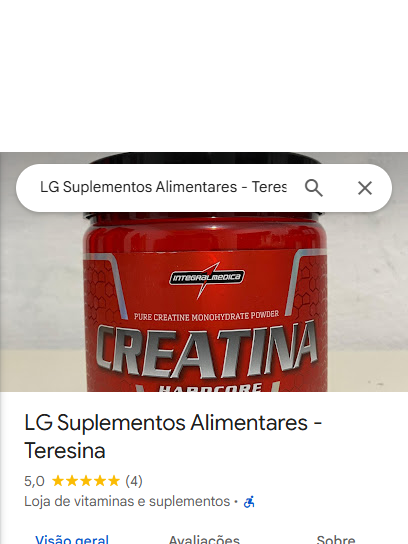 LG Suplementos Alimentares - Teres
INTEGRALMEDICA
PURE CREATINE MONOHYDRATE POWDER
CREATINA
HARDCORE
LG Suplementos Alimentares -
Teresina
5,0 (4)
Loja de vitaminas e suplementos ·
Visão geral Avaliações Sobre